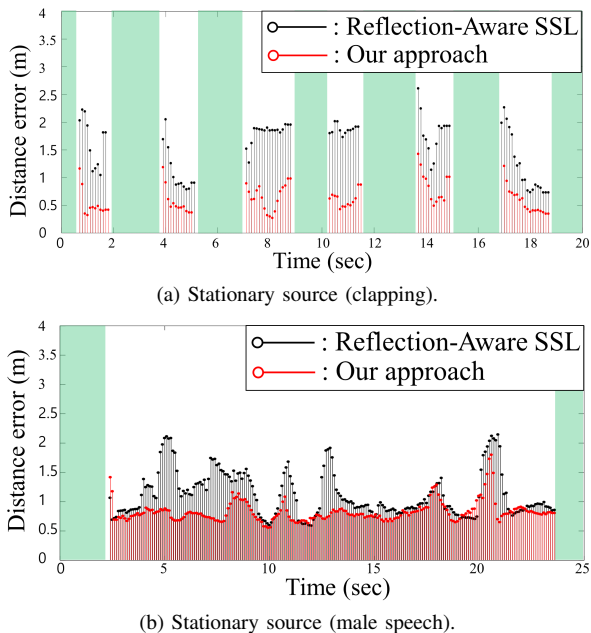 4
3.5
3
2.5
2
1.5
1
0.5
0
Distance error (m)
: Reflection-Aware SSL
: Our approach
0 2 4 6 8 10 12 14 16 18 20
Time (sec)
(a) Stationary source (clapping).
4
3.5
3
2.5
2
1.5
1
0.5
0
Distance error (m)
: Reflection-Aware SSL
: Our approach
0 5 10 15 20 25
Time (sec)
(b) Stationary source (male speech).